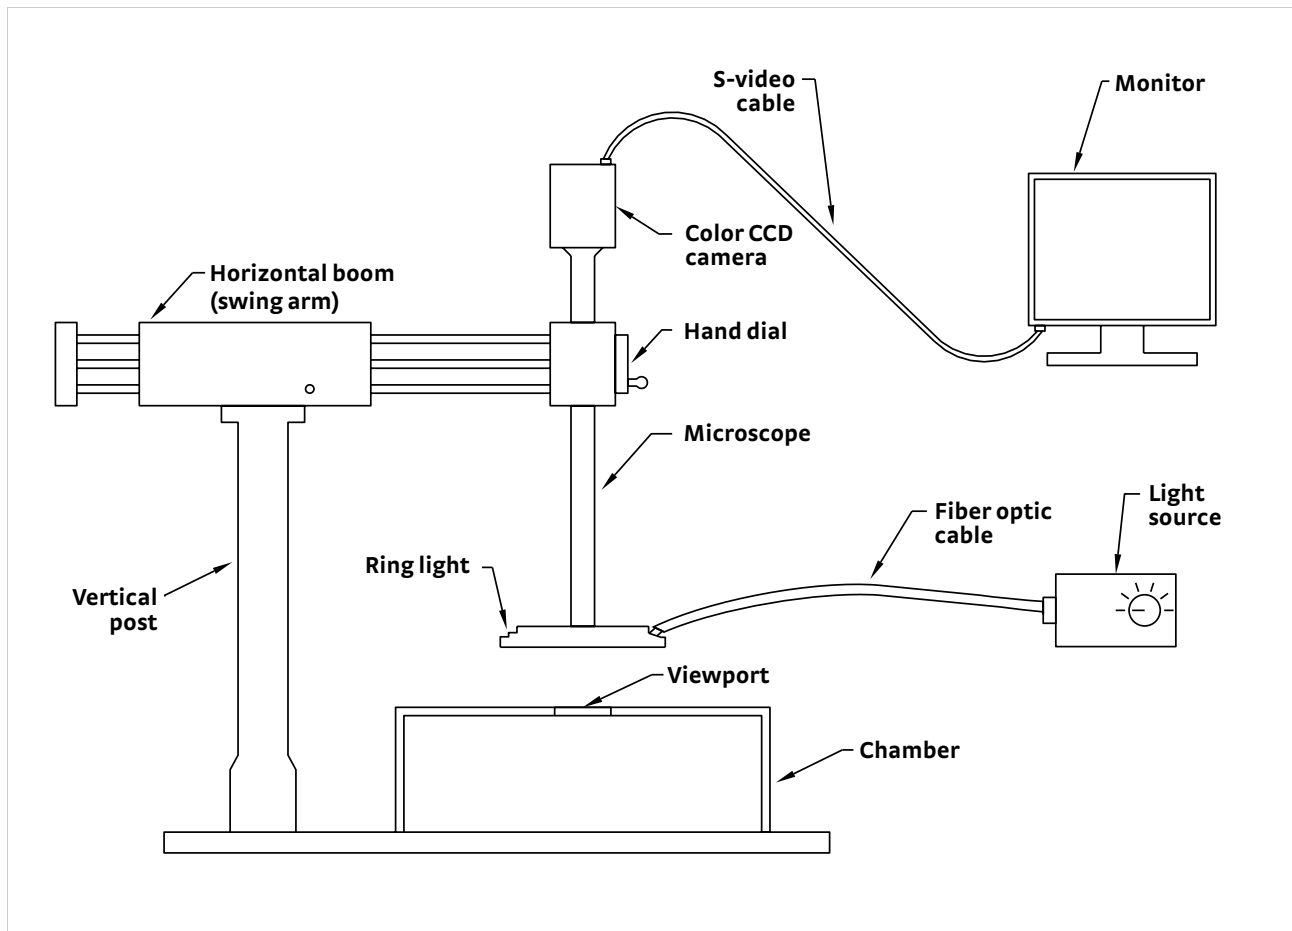 S-video
cable
Monitor
Color CCD
camera
Horizontal boom
(swing arm)
Hand dial
Microscope
Light
source
Fiber optic
cable
Ring light
Vertical
post
Viewport
Chamber